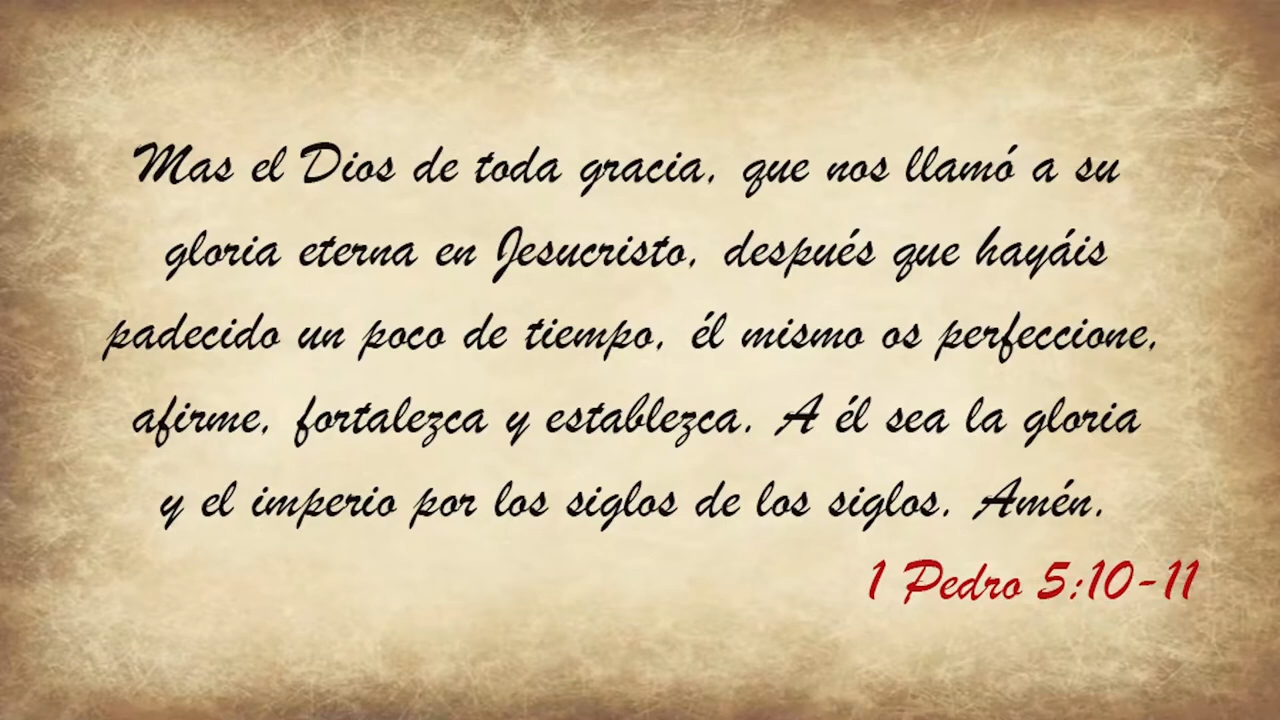 Mas el Dios de toda gracia, que nos llamó a su
gloria eterna en Jesucristo, después que hayáis
padecido un poco de tiempo, él mismo os perfeccione,
afirme, fortalezca y establezca. A él sea la gloria
y el imperio por los siglos de los siglos. Amén.
1 Pedro 5:10-11